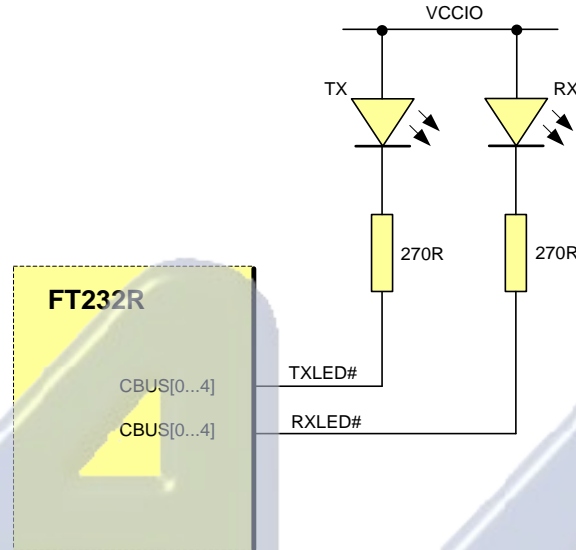 VCCIO
TX
RX
270R
270R
FT232R
TXLED#
CBUS[0...4]
RXLED#
CBUS[0...4]